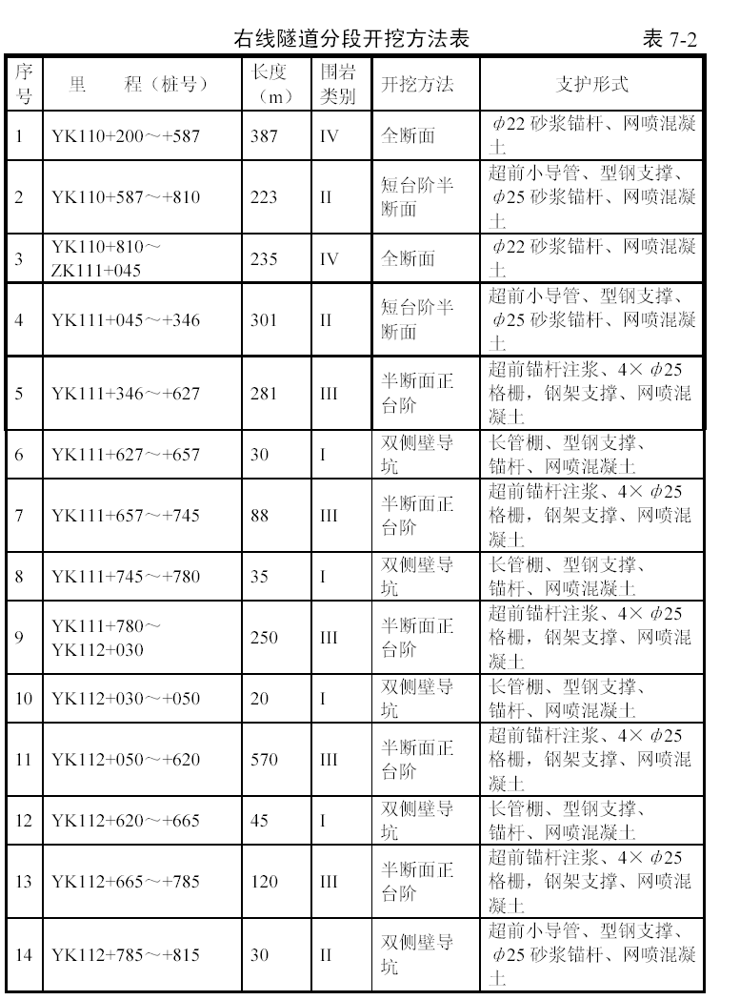 右线隧道分段开挖方法表 表 7-2
序号 里 程（桩号） 长度（m） 围岩类别 开挖方法 支护形式
1 YK110+200～+587 387 IV 全断面 φ22 砂浆锚杆、网喷混凝土
2 YK110+587～+810 223 II 短台阶半断面 超前小导管、型钢支撑、φ25 砂浆锚杆、网喷混凝土
3 YK110+810～ZK111+045 235 IV 全断面 φ22 砂浆锚杆、网喷混凝土
4 YK111+045～+346 301 II 短台阶半断面 超前小导管、型钢支撑、φ25 砂浆锚杆、网喷混凝土
5 YK111+346～+627 281 III 半断面正台阶 超前锚杆注浆、4×φ25 格栅，钢架支撑、网喷混凝土
6 YK111+627～+657 30 I 双侧壁导坑 长管棚、型钢支撑、锚杆、网喷混凝土
7 YK111+657～+745 88 III 半断面正台阶 超前锚杆注浆、4×φ25 格栅，钢架支撑、网喷混凝土
8 YK111+745～+780 35 I 双侧壁导坑 长管棚、型钢支撑、锚杆、网喷混凝土
9 YK111+780～YK112+030 250 III 半断面正台阶 超前锚杆注浆、4×φ25 格栅，钢架支撑、网喷混凝土
10 YK112+030～+050 20 I 双侧壁导坑 长管棚、型钢支撑、锚杆、网喷混凝土
11 YK112+050～+620 570 III 半断面正台阶 超前锚杆注浆、4×φ25 格栅，钢架支撑、网喷混凝土
12 YK112+620～+665 45 I 双侧壁导坑 长管棚、型钢支撑、锚杆、网喷混凝土
13 YK112+665～+785 120 III 半断面正台阶 超前锚杆注浆、4×φ25 格栅，钢架支撑、网喷混凝土
14 YK112+785～+815 30 II 双侧壁导坑 超前小导管、型钢支撑、φ25 砂浆锚杆、网喷混凝土